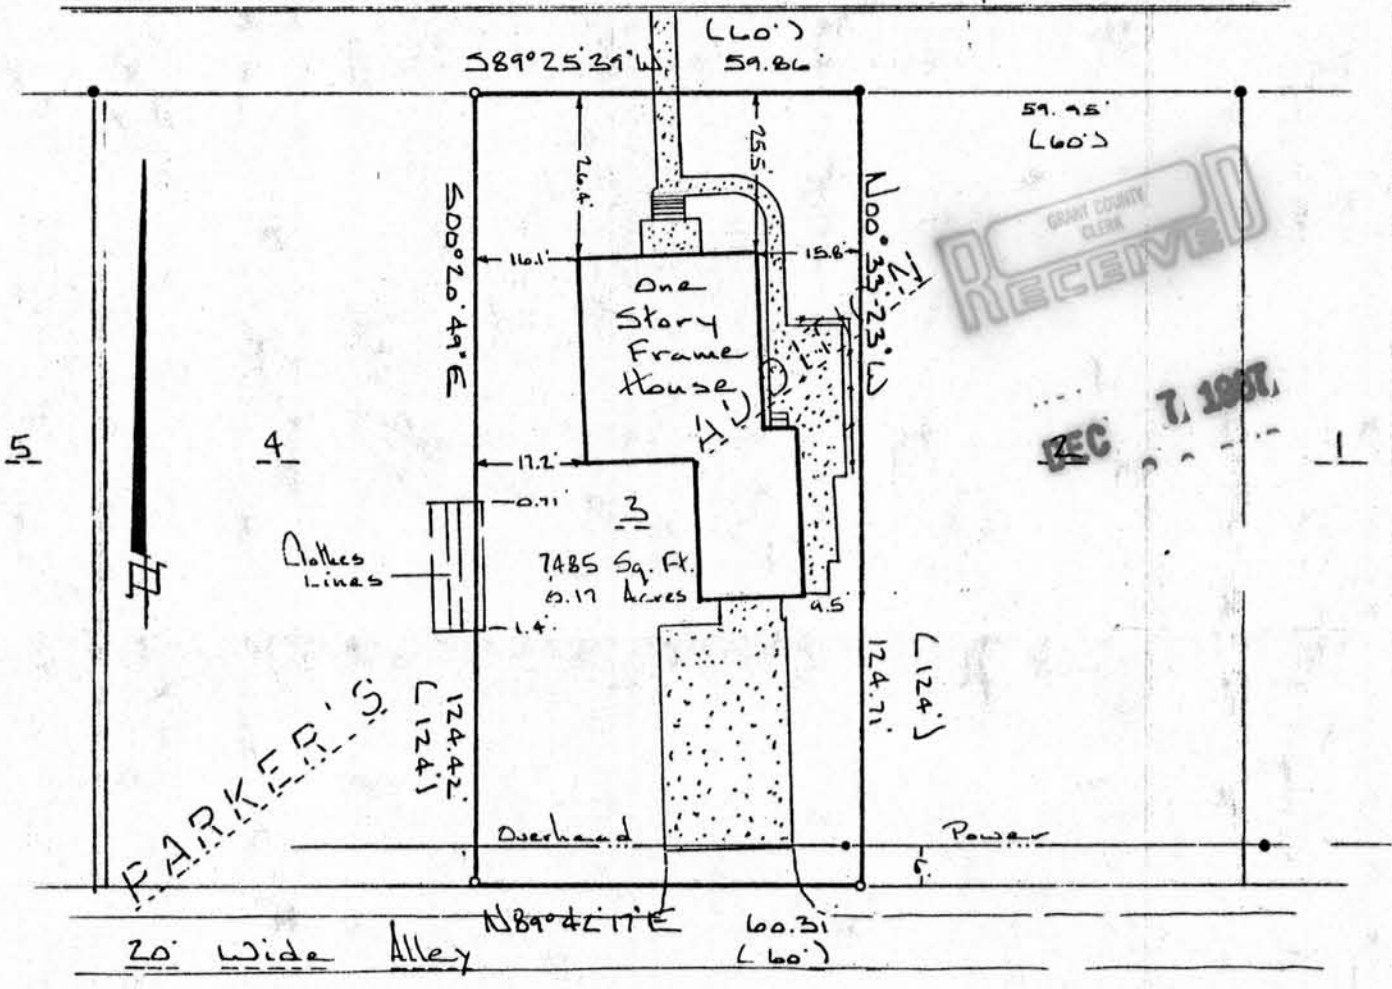 (60')
S89°25'39"W 59.86
59.95'
(60')
26.4'
25.5'
S00°20'49"E
N00°33'23"W
GRANT COUNTY
CLERK
RECEIVED
16.1'
15.8'
One
Story
Frame
House
DEC 7, 1987
5
4
2
1
17.2'
0.71'
3
Clothes
Lines
7485 Sq. Ft.
0.17 Acres
1.4'
9.5
124.42'
(124')
124.71'
(124')
PARKER'S
Overhead
Power
6'
N89°42'17"E 60.31'
(60')
20' Wide Alley